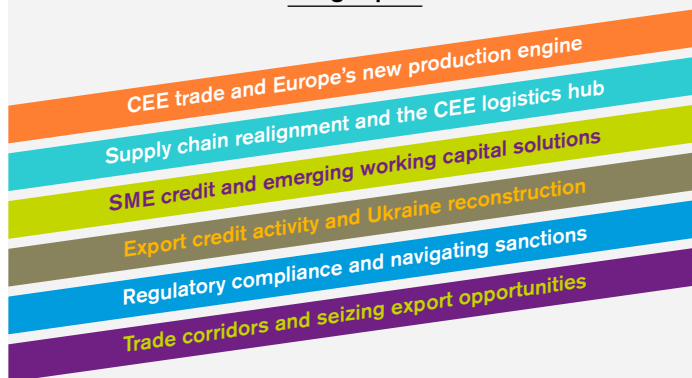 CEE trade and Europe’s new production engine
Supply chain realignment and the CEE logistics hub
SME credit and emerging working capital solutions
Export credit activity and Ukraine reconstruction
Regulatory compliance and navigating sanctions
Trade corridors and seizing export opportunities